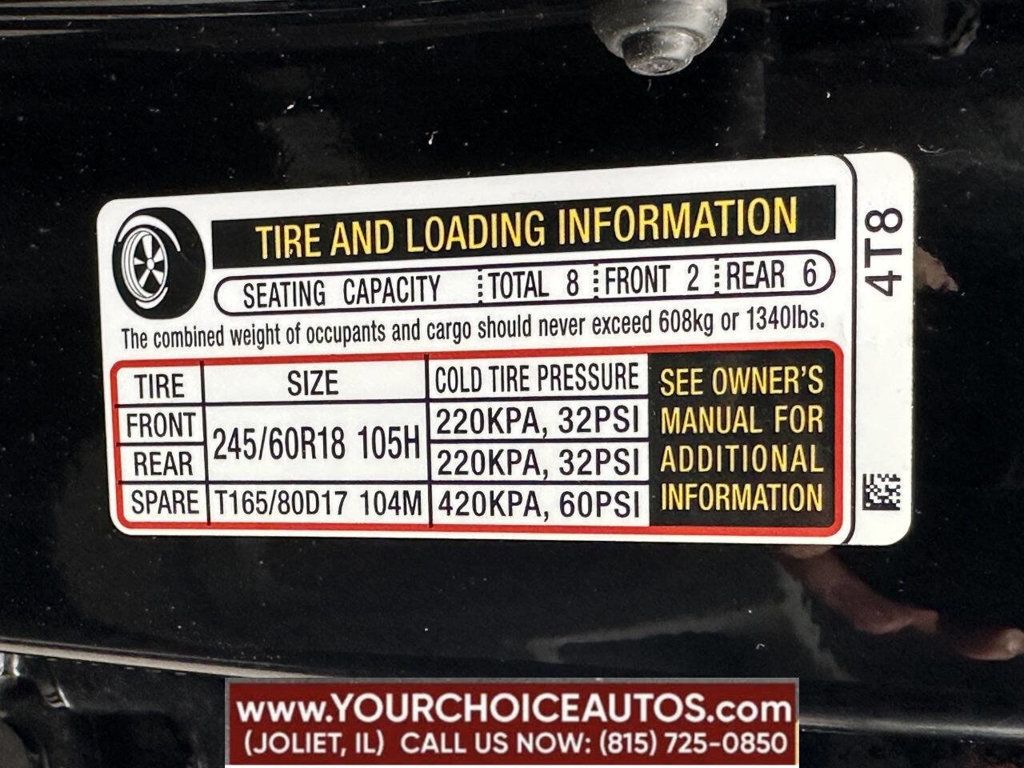 TIRE AND LOADING INFORMATION
SEATING CAPACITY TOTAL 8 FRONT 2 REAR 6
The combined weight of occupants and cargo should never exceed 608kg or 1340lbs.
TIRE SIZE COLD TIRE PRESSURE
FRONT 245/60R18 105H 220KPA, 32PSI
REAR 220KPA, 32PSI
SPARE T165/80D17 104M 420KPA, 60PSI
SEE OWNER'S
MANUAL FOR
ADDITIONAL
INFORMATION
4T8
www.YOURCHOICEAUTOS.com
(JOLIET, IL) CALL US NOW: (815) 725-0850